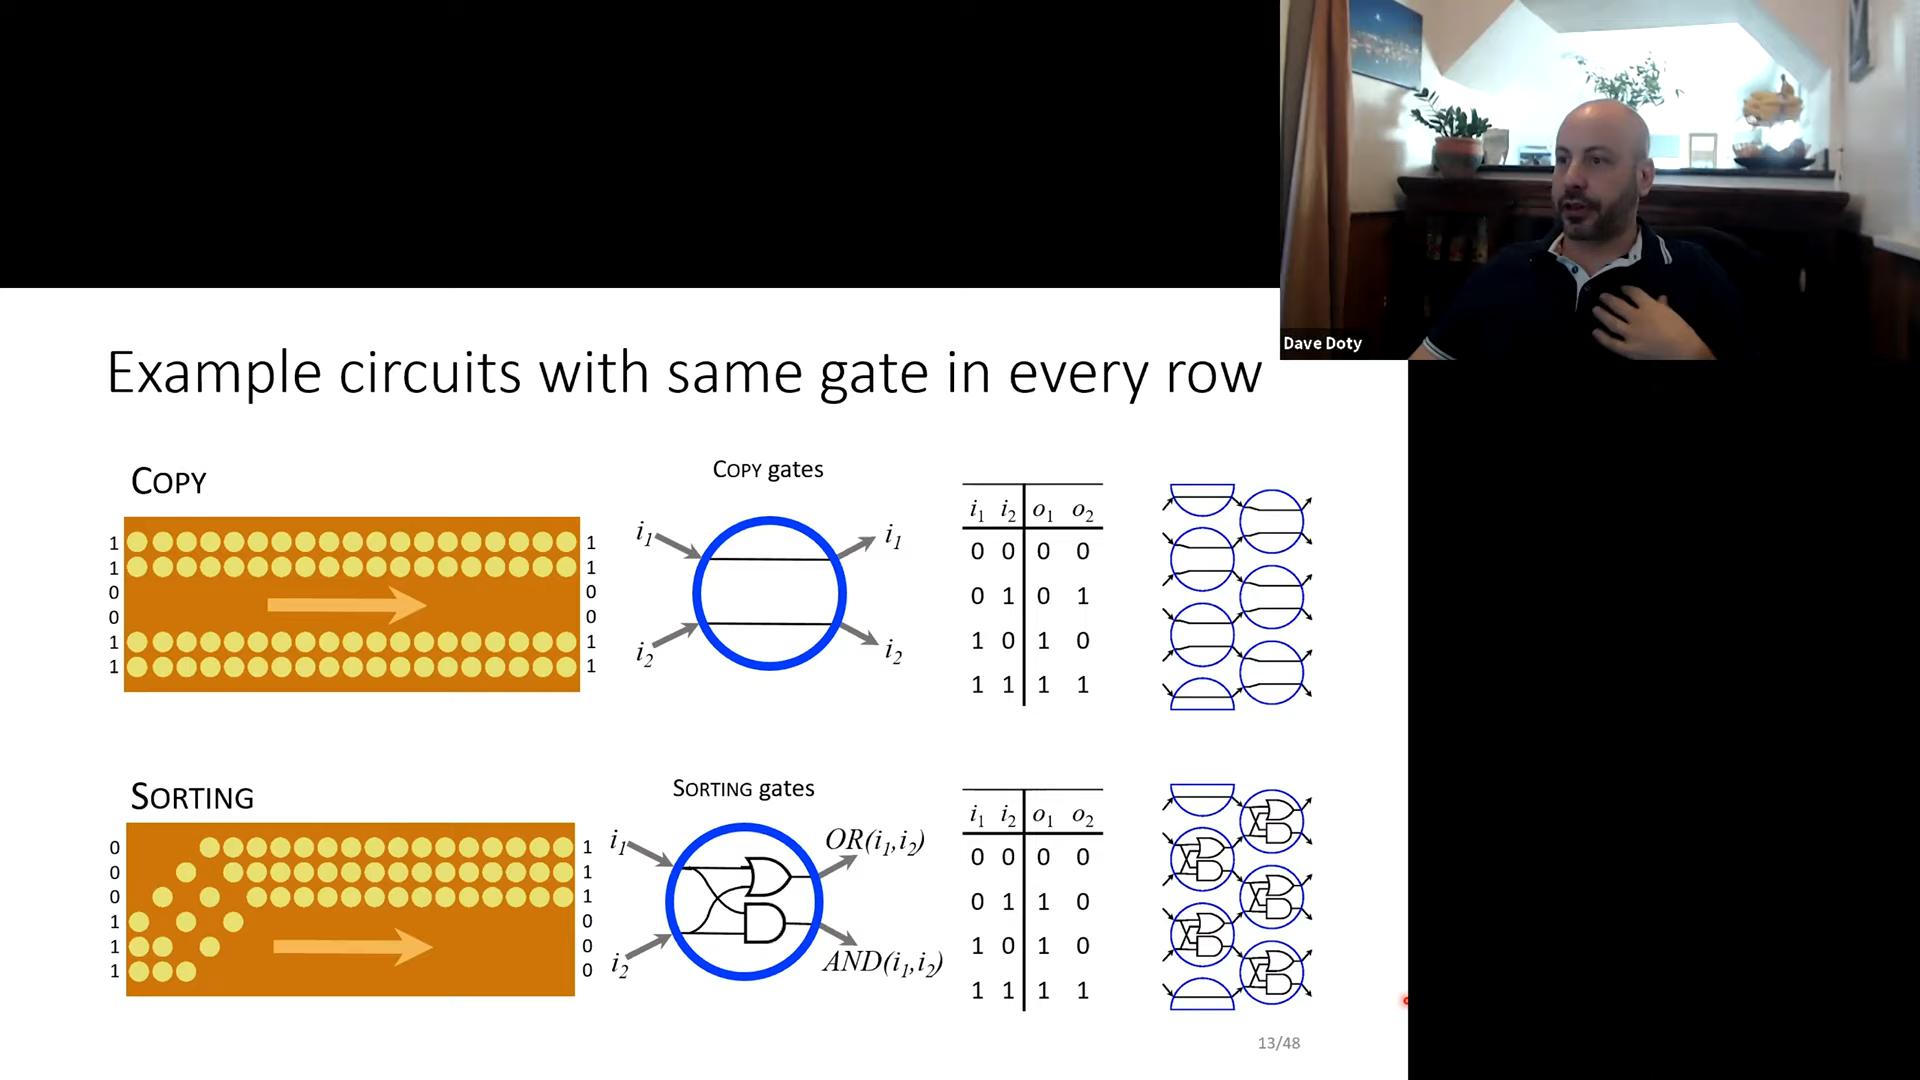 Dave Doty
Example circuits with same gate in every row
COPY
COPY gates
1 1
1 1
0 0
0 0
1 1
1 1
i1 i1
i2 i2
i1 i2 o1 o2
0 0 0 0
0 1 0 1
1 0 1 0
1 1 1 1
SORTING
SORTING gates
0 1
0 1
0 1
1 0
1 0
1 0
i1 OR(i1,i2)
i2 AND(i1,i2)
i1 i2 o1 o2
0 0 0 0
0 1 1 0
1 0 1 0
1 1 1 1
13/48